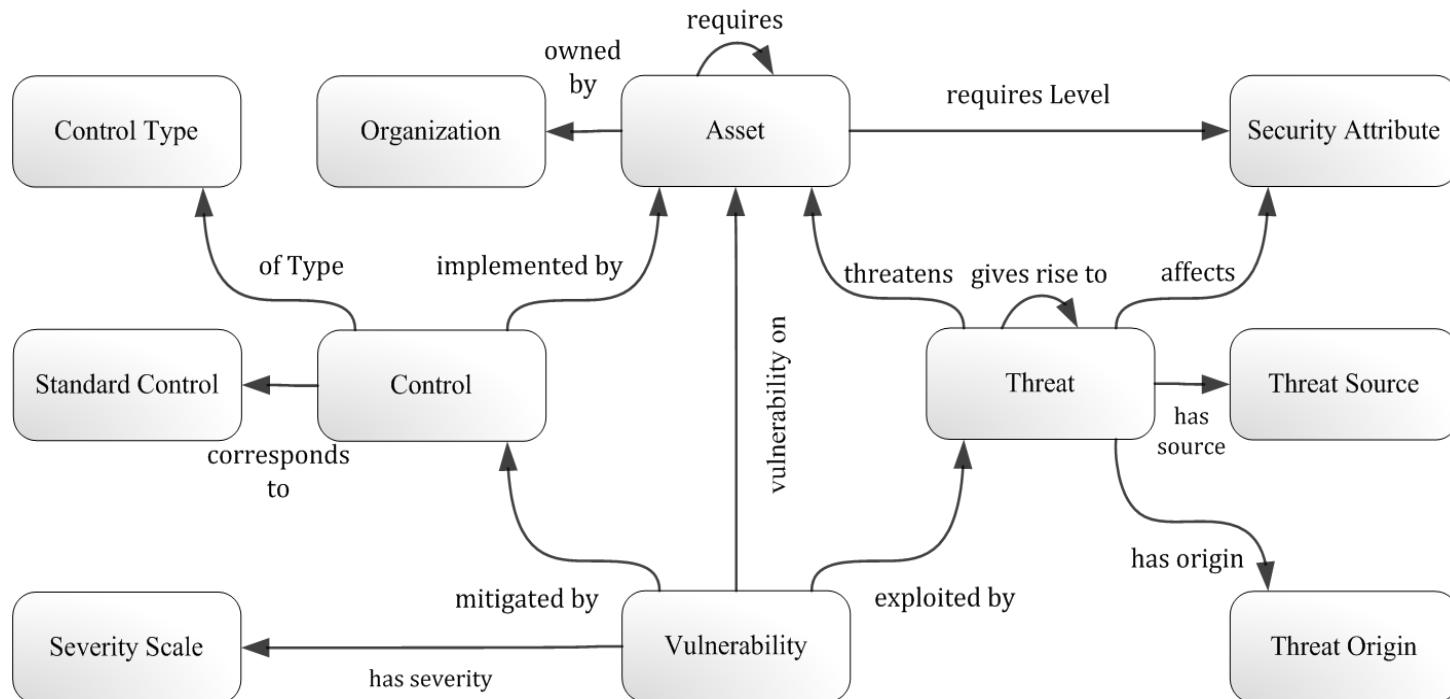 requires
owned
by
requires Level
Control Type
Organization
Asset
Security Attribute
of Type
implemented by
threatens
gives rise to
affects
vulnerability on
Standard Control
Control
Threat
Threat Source
has
source
corresponds
to
has origin
mitigated by
exploited by
Severity Scale
Vulnerability
Threat Origin
has severity